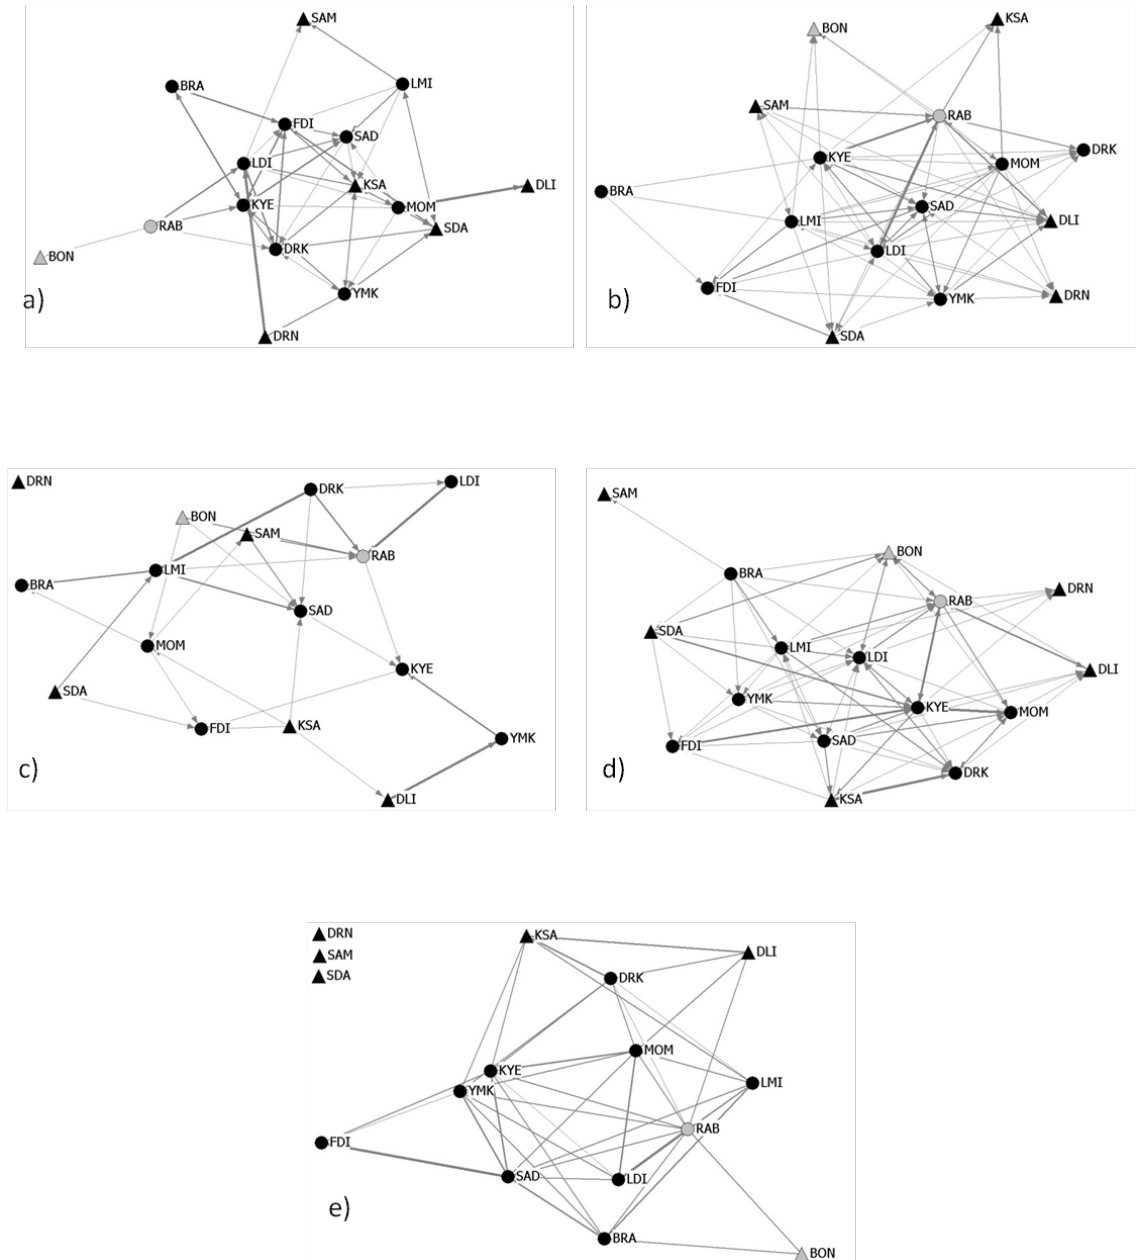 SAM
BRA
LMI
FDI
SAD
LDI
KSA
DLI
KYE
MOM
RAB
SDA
DRK
BON
YMK
a)
DRN
KSA
BON
SAM
RAB
DRK
KYE
MOM
BRA
SAD
LMI
DLI
LDI
FDI
DRN
b)
YMK
SDA
DRN
LDI
DRK
BON
SAM
RAB
LMI
BRA
SAD
MOM
KYE
SDA
FDI
KSA
YMK
c)
DLI
SAM
BON
BRA
DRN
RAB
SDA
LMI
LDI
DLI
YMK
KYE
MOM
SAD
FDI
d)
DRK
KSA
DRN
KSA
SAM
DLI
SDA
DRK
MOM
KYE
LMI
YMK
RAB
FDI
SAD
LDI
e)
BRA
BON